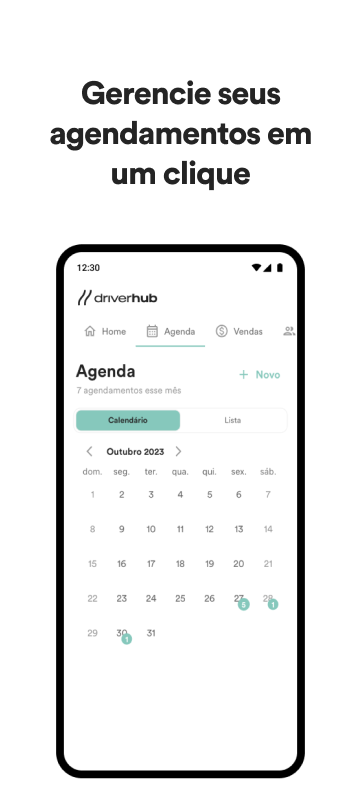 Gerencie seus
agendamentos em
um clique
12:30
driverhub
Home Agenda Vendas
Agenda
+ Novo
7 agendamentos esse mês
Calendário Lista
Outubro 2023
dom. seg. ter. qua. qui. sex. sáb.
1 2 3 4 5 6 7
8 9 10 11 12 13 14
15 16 17 18 19 20 21
22 23 24 25 26 27 28
5 1
29 30 31
1